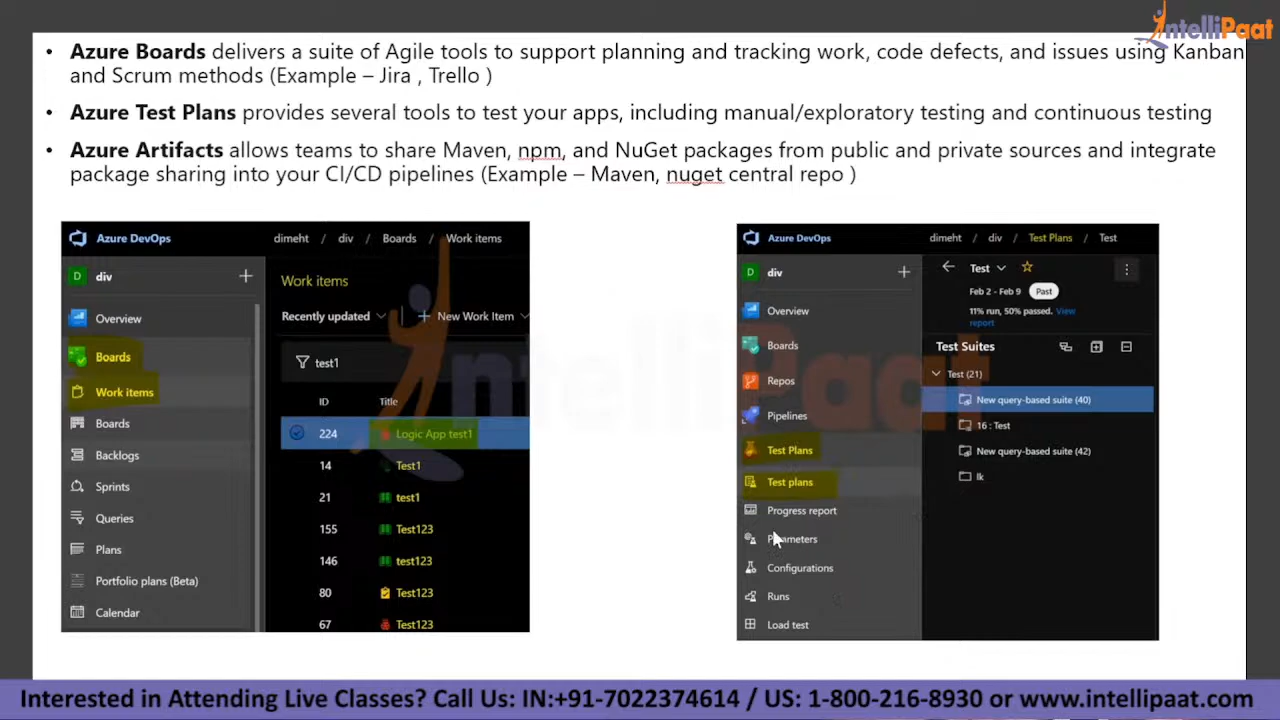 IntelliPaat
• Azure Boards delivers a suite of Agile tools to support planning and tracking work, code defects, and issues using Kanban
and Scrum methods (Example – Jira , Trello )
• Azure Test Plans provides several tools to test your apps, including manual/exploratory testing and continuous testing
• Azure Artifacts allows teams to share Maven, npm, and NuGet packages from public and private sources and integrate
package sharing into your CI/CD pipelines (Example – Maven, nuget central repo )
Azure DevOps
dimeht / div / Boards / Work items
D div +
Overview
Boards
Work items
Boards
Backlogs
Sprints
Queries
Plans
Portfolio plans (Beta)
Calendar
Work items
Recently updated
+ New Work Item
test1
ID Title
224 Logic App test1
14 Test1
21 test1
155 Test123
146 test123
80 Test123
67 Test123
Azure DevOps
dimeht / div / Test Plans / Test
D div +
Overview
Boards
Repos
Pipelines
Test Plans
Test plans
Progress report
Parameters
Configurations
Runs
Load test
Test
Feb 2 - Feb 9 Past
11% run, 50% passed. View
report
Test Suites
Test (21)
New query-based suite (40)
16 : Test
New query-based suite (42)
lk
IntelliPaat
Interested in Attending Live Classes? Call Us: IN:+91-7022374614 / US: 1-800-216-8930 or www.intellipaat.com